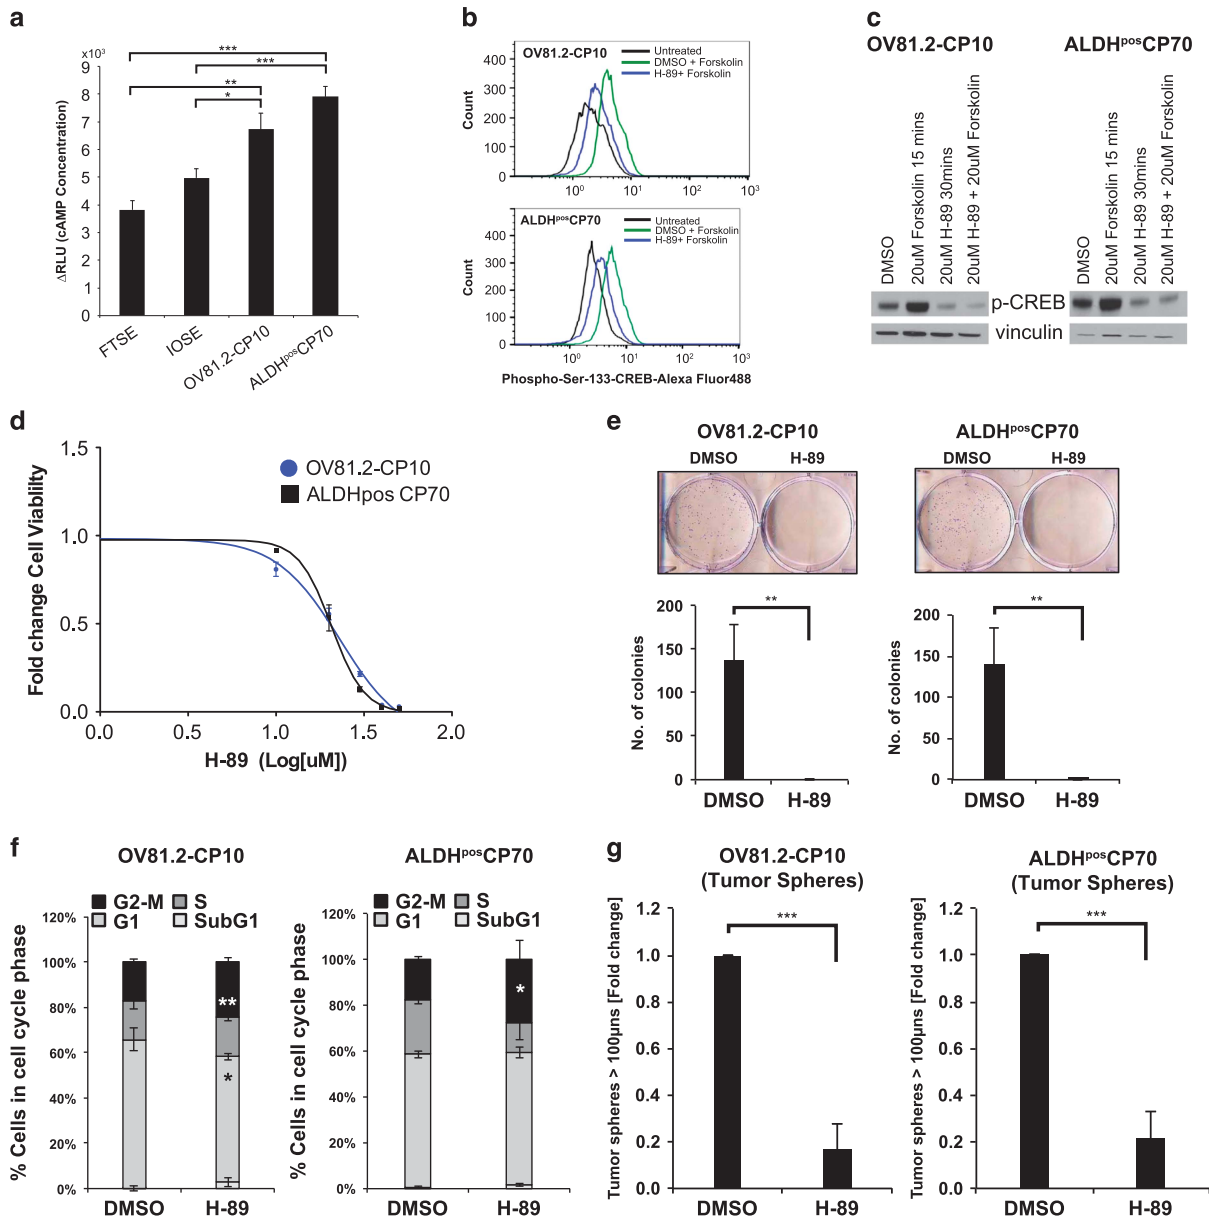 a
x10³
9
8
7
6
5
4
3
2
1
0
ΔRLU (cAMP Concentration)
***
***
**
*
FTSE
IOSE
OV81.2-CP10
ALDHposCP70
b
OV81.2-CP10
Untreated
DMSO + Forskolin
H-89+ Forskolin
Count
400
300
200
100
0
10⁰
10¹
10²
10³
ALDHposCP70
Untreated
DMSO + Forskolin
H-89+ Forskolin
Count
400
300
200
100
0
10⁰
10¹
10²
10³
Phospho-Ser-133-CREB-Alexa Fluor488
c
OV81.2-CP10
ALDHposCP70
DMSO
20uM Forskolin 15 mins
20uM H-89 30mins
20uM H-89 + 20uM Forskolin
DMSO
20uM Forskolin 15 mins
20uM H-89 30mins
20uM H-89 + 20uM Forskolin
p-CREB
vinculin
d
Fold change Cell Viability
1.5
1.0
0.5
0.0
OV81.2-CP10
ALDHpos CP70
0.0
0.5
1.0
1.5
2.0
H-89 (Log[uM])
e
OV81.2-CP10
DMSO
H-89
ALDHposCP70
DMSO
H-89
No. of colonies
200
150
100
50
0
**
DMSO
H-89
No. of colonies
200
150
100
50
0
**
DMSO
H-89
f
OV81.2-CP10
G2-M
S
G1
SubG1
% Cells in cell cycle phase
120%
100%
80%
60%
40%
20%
0%
**
*
DMSO
H-89
ALDHposCP70
G2-M
S
G1
SubG1
% Cells in cell cycle phase
120%
100%
80%
60%
40%
20%
0%
*
DMSO
H-89
g
OV81.2-CP10
(Tumor Spheres)
Tumor spheres > 100μns [Fold change]
1.2
1.0
0.8
0.6
0.4
0.2
0.0
***
DMSO
H-89
ALDHposCP70
(Tumor Spheres)
Tumor spheres > 100μns [Fold change]
1.2
1.0
0.8
0.6
0.4
0.2
0.0
***
DMSO
H-89